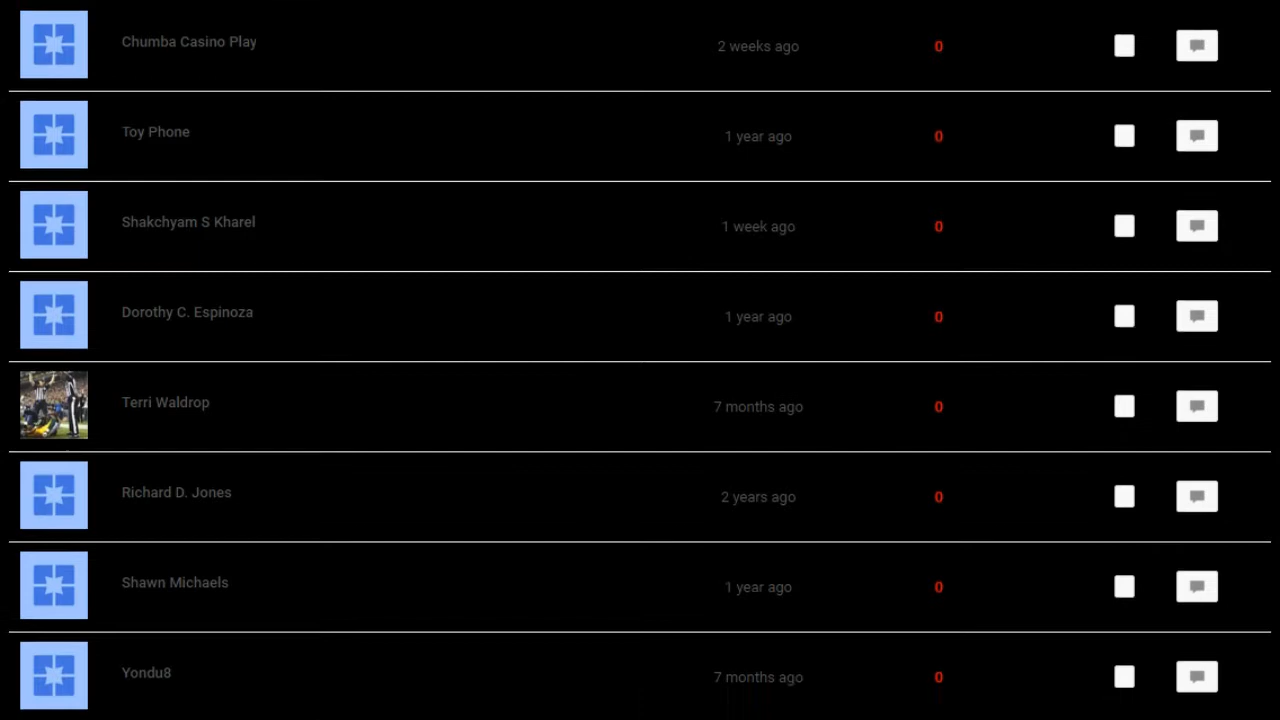 Chumba Casino Play 2 weeks ago 0
Toy Phone 1 year ago 0
Shakchyam S Kharel 1 week ago 0
Dorothy C. Espinoza 1 year ago 0
Terri Waldrop 7 months ago 0
Richard D. Jones 2 years ago 0
Shawn Michaels 1 year ago 0
Yondu8 7 months ago 0